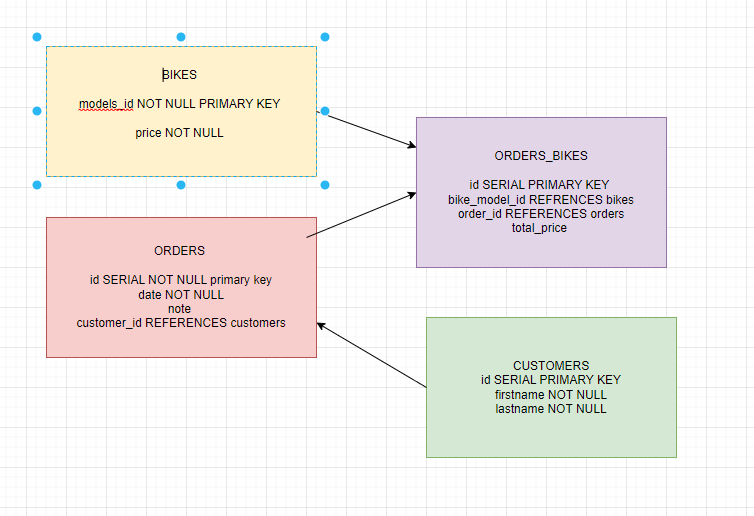 BIKES
models_id NOT NULL PRIMARY KEY
price NOT NULL
ORDERS_BIKES
id SERIAL PRIMARY KEY
bike_model_id REFRENCES bikes
order_id REFERENCES orders
total_price
ORDERS
id SERIAL NOT NULL primary key
date NOT NULL
note
customer_id REFERENCES customers
CUSTOMERS
id SERIAL PRIMARY KEY
firstname NOT NULL
lastname NOT NULL